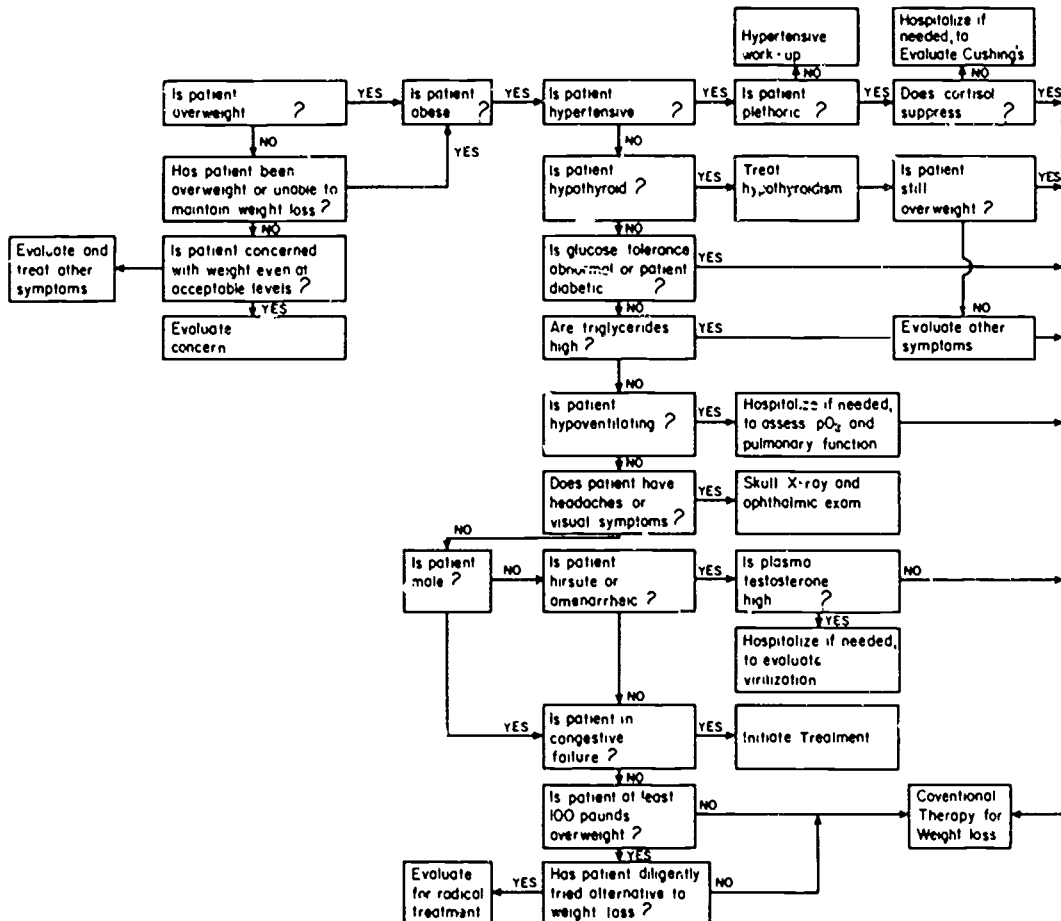 Hypertensive
work-up
Hospitalize if
needed, to
Evaluate Cushing's
NO
NO
Is patient
overweight ?
YES
Is patient
abese ?
YES
Is patient
hypertensive ?
YES
Is patient
plethoric ?
YES
Does cortisol
suppress ?
YES
NO
YES
NO
Has patient been
overweight or unable to
maintain weight loss ?
Is patient
hypothyroid ?
YES
Treat
hypothyroidism
Is patient
still
overweight ?
YES
NO
NO
Evaluate and
treat other
symptoms
Is patient concerned
with weight even at
acceptable levels ?
Is glucose tolerance
abnormal or patient
diabetic ?
YES
YES
NO
NO
Evaluate
concern
Are triglycerides
high ?
YES
Evaluate other
symptoms
NO
Is patient
hypoventilating ?
YES
Hospitalize if needed,
to assess pO2 and
pulmonary function
NO
Does patient have
headaches or
visual symptoms ?
YES
Skull X-ray and
ophthalmic exam
NO
Is patient
male ?
NO
Is patient
hirsute or
amenarrheic ?
YES
Is plasma
testosterone
high ?
NO
YES
Hospitalize if needed,
to evaluate
virilization
NO
YES
Is patient in
congestive
failure ?
YES
Initiate Treatment
NO
Is patient at least
100 pounds
overweight ?
NO
Coventional
Therapy for
Weight loss
YES
Evaluate
for radical
treatment
YES
Has patient diligently
tried alternative to
weight loss ?
NO